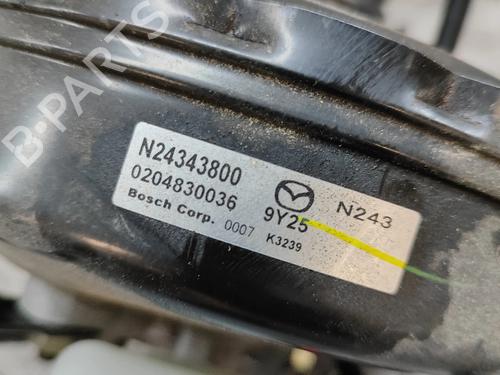 B-PARTS
N24343800
0204830036
N243
Bosch Corp. 0007
9Y25
K3239